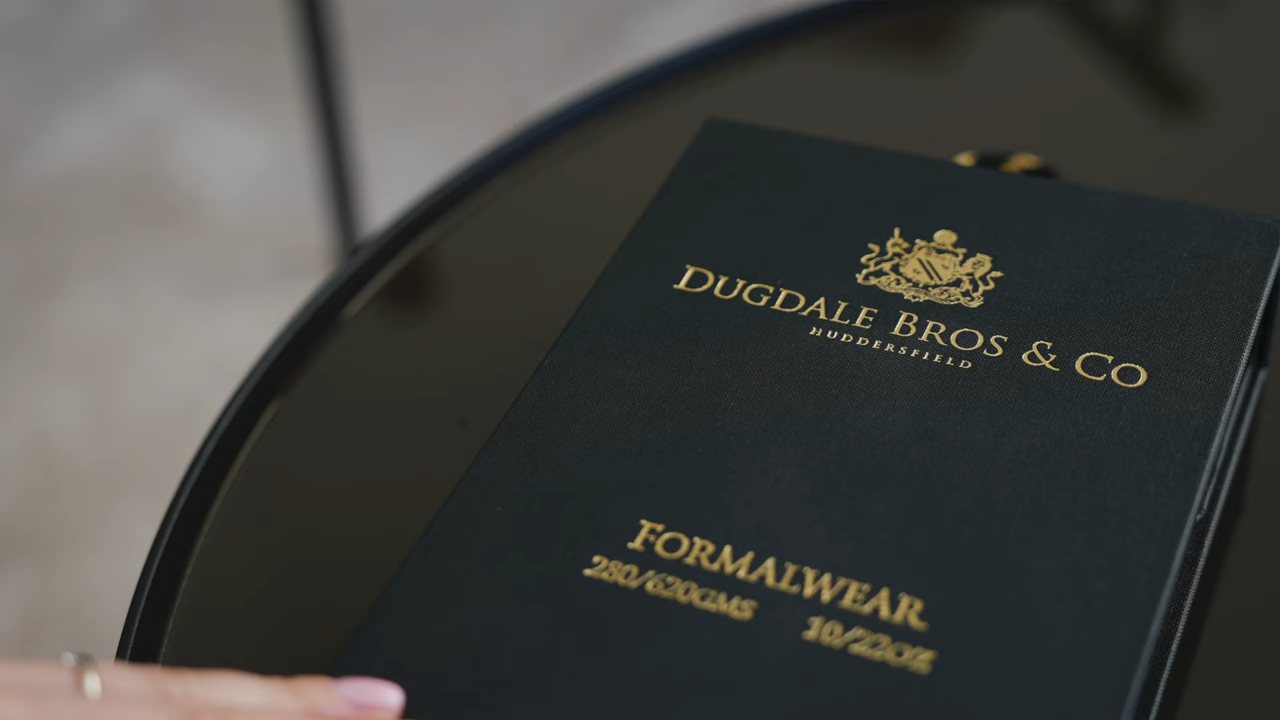 DUGDALE BROS & CO
HUDDERSFIELD
FORMALWEAR
280/620GMS 10/22OZ